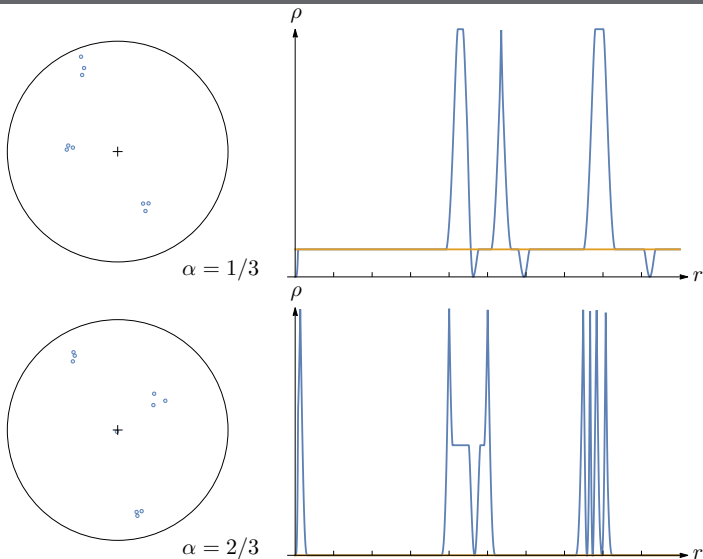 ρ
α = 1/3
r
ρ
α = 2/3
r